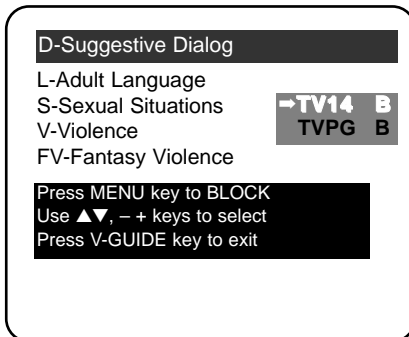 D-Suggestive Dialog
L-Adult Language
S-Sexual Situations
➡TV14 B
V-Violence
TVPG B
FV-Fantasy Violence
Press MENU key to BLOCK
Use ▲▼, – + keys to select
Press V-GUIDE key to exit